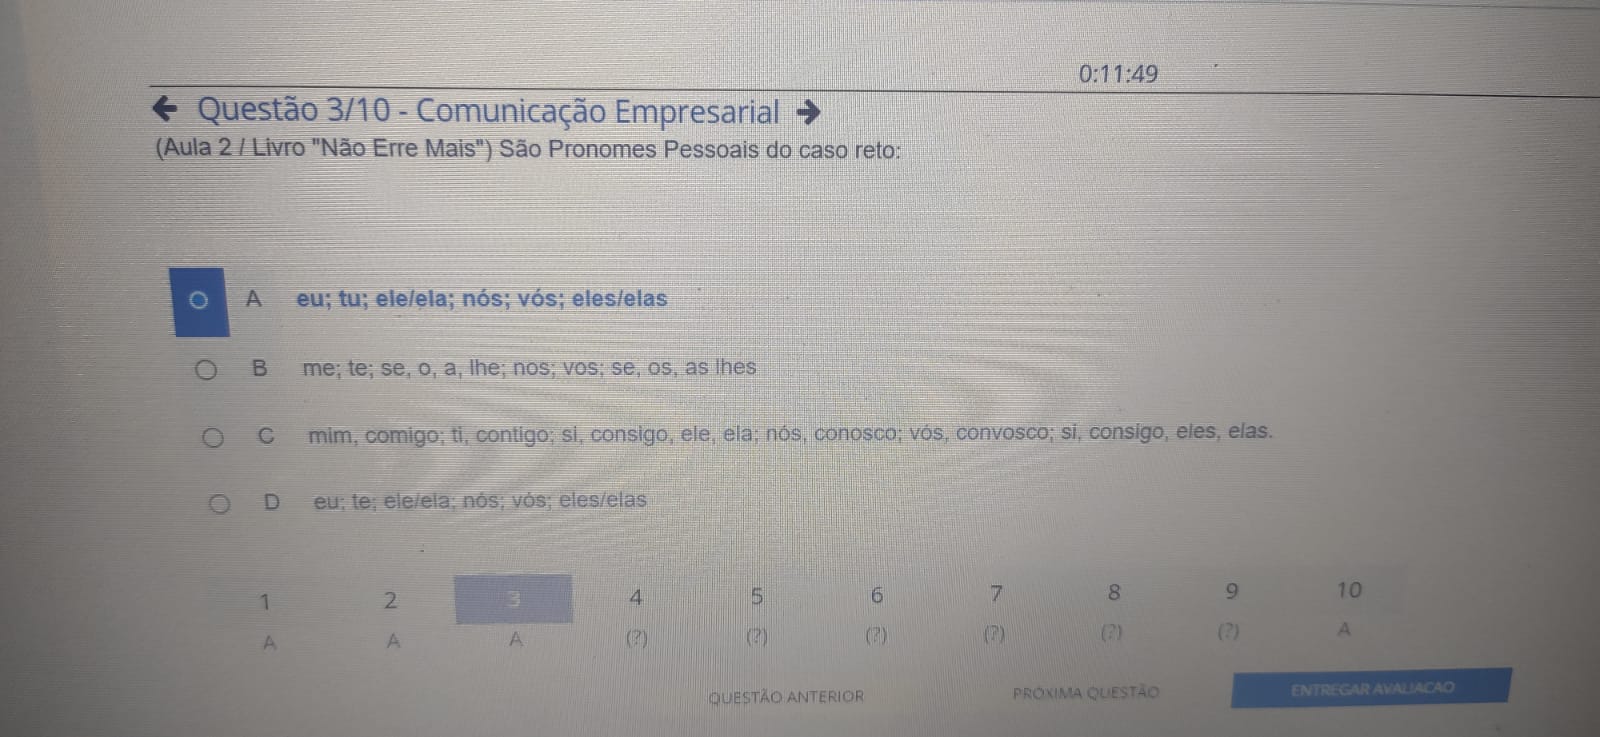 0:11:49
← Questão 3/10 - Comunicação Empresarial →
(Aula 2 / Livro "Não Erre Mais") São Pronomes Pessoais do caso reto:
A eu; tu; ele/ela; nós; vós; eles/elas
B me; te; se, o, a, lhe; nos; vos; se, os, as lhes
C mim, comigo; ti, contigo; si, consigo, ele, ela; nós, conosco; vós, convosco; si, consigo, eles, elas.
D eu; te; ele/ela; nós; vós; eles/elas
1 2 3 4 5 6 7 8 9 10
A A A (?) (?) (?) (?) (?) (?) A
QUESTÃO ANTERIOR PRÓXIMA QUESTÃO ENTREGAR AVALIACAO